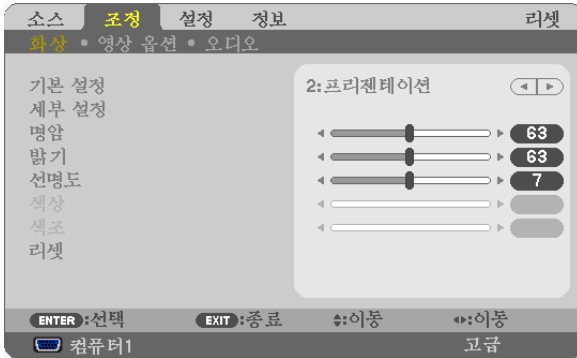 소스 조정 설정 정보 리셋
화상 • 영상 옵션 • 오디오
기본 설정 2:프리젠테이션
세부 설정
명암 63
밝기 63
선명도 7
색상
색조
리셋
ENTER:선택 EXIT:종료 :이동 :이동
컴퓨터1 고급